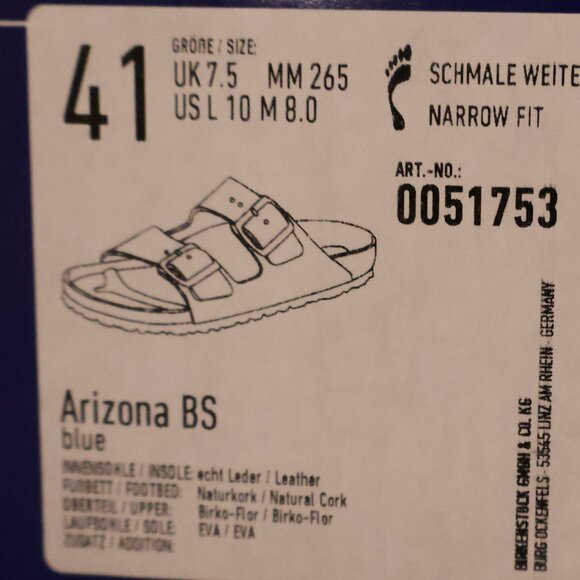 41
GRÖßE / SIZE:
UK 7.5 MM 265
US L 10 M 8.0
SCHMALE WEITE
NARROW FIT
ART.-NO.:
0051753
Arizona BS
blue
INNENSOHLE / INSOLE: echt Leder / Leather
FUßBETT / FOOTBED: Naturkork / Natural Cork
OBERTEIL / UPPER: Birko-Flor / Birko-Flor
LAUFSOHLE / SOLE: EVA / EVA
ZUSATZ / ADDITION:
BIRKENSTOCK GMBH & CO. KG
BURG OCKENFELS · 53545 LINZ AM RHEIN · GERMANY